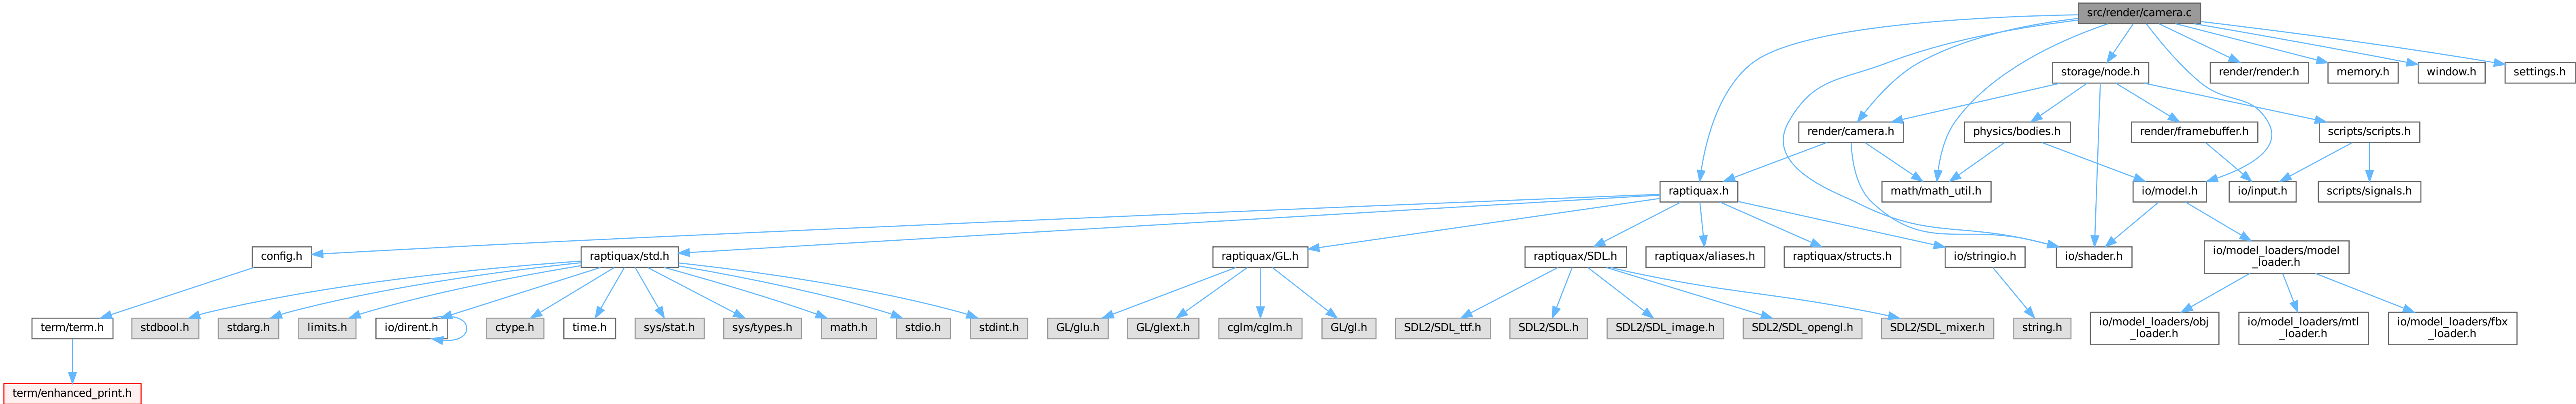 src/render/camera.c
storage/node.h
render/render.h
memory.h
window.h
settings.h
render/camera.h
physics/bodies.h
render/framebuffer.h
scripts/scripts.h
raptiquax.h
math/math_util.h
io/model.h
io/input.h
scripts/signals.h
config.h
raptiquax/std.h
raptiquax/GL.h
raptiquax/SDL.h
raptiquax/aliases.h
raptiquax/structs.h
io/stringio.h
io/shader.h
io/model_loaders/model
_loader.h
term/term.h
stdbool.h
stdarg.h
limits.h
io/dirent.h
ctype.h
time.h
sys/stat.h
sys/types.h
math.h
stdio.h
stdint.h
GL/glu.h
GL/glext.h
cglm/cglm.h
GL/gl.h
SDL2/SDL_ttf.h
SDL2/SDL.h
SDL2/SDL_image.h
SDL2/SDL_opengl.h
SDL2/SDL_mixer.h
string.h
io/model_loaders/obj
_loader.h
io/model_loaders/mtl
_loader.h
io/model_loaders/fbx
_loader.h
term/enhanced_print.h